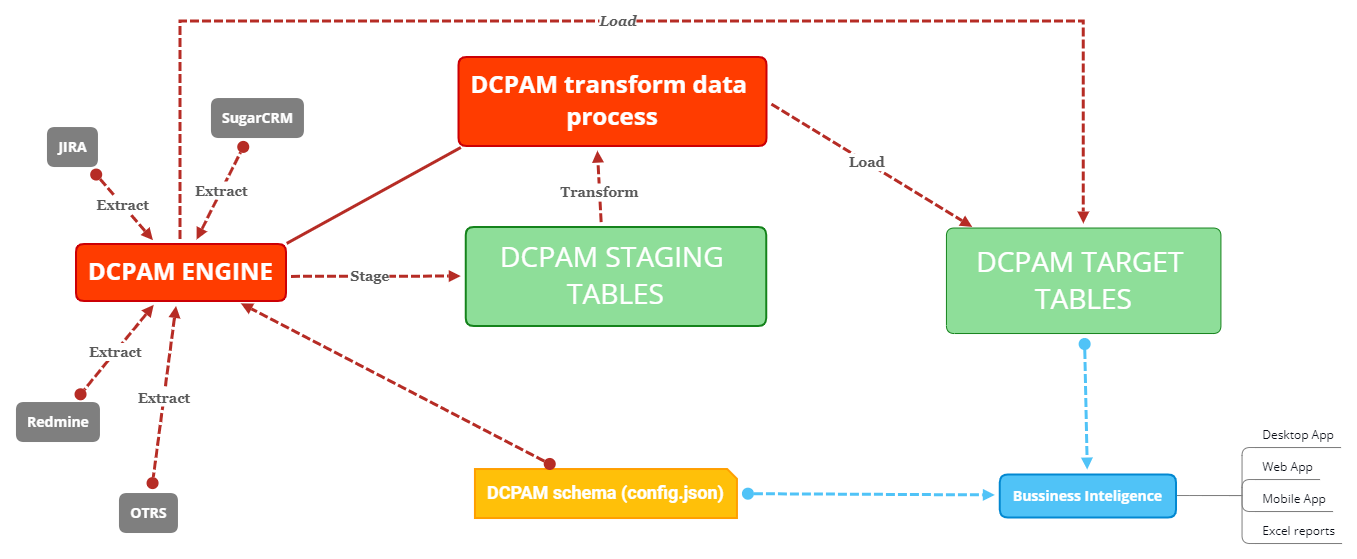 Load
DCPAM transform data
process
SugarCRM
JIRA
Load
Extract
Transform
Extract
DCPAM STAGING
TABLES
DCPAM TARGET
TABLES
DCPAM ENGINE
Stage
Extract
Extract
Redmine
Desktop App
Web App
DCPAM schema (config.json)
Bussiness Inteligence
Mobile App
OTRS
Excel reports